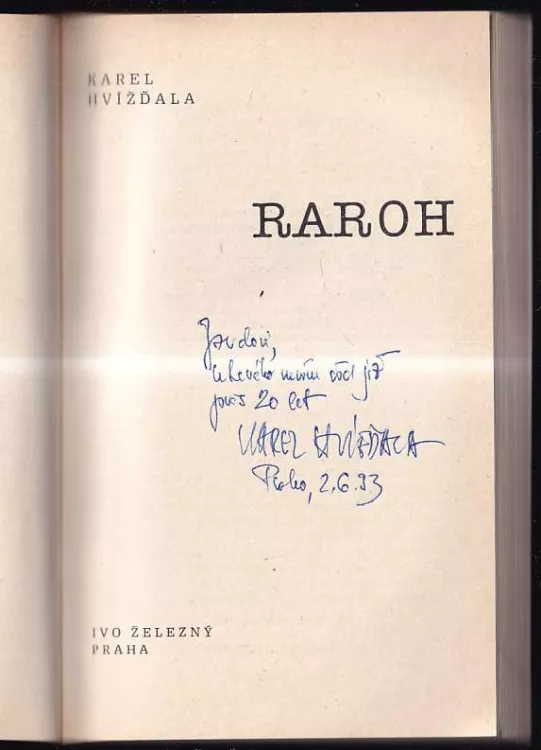 KAREL
HVÍŽĎALA
RAROH
kterého mám rád již
přes 20 let
KAREL HVÍŽĎALA
Praha, 2.6.93
IVO ŽELEZNÝ
PRAHA